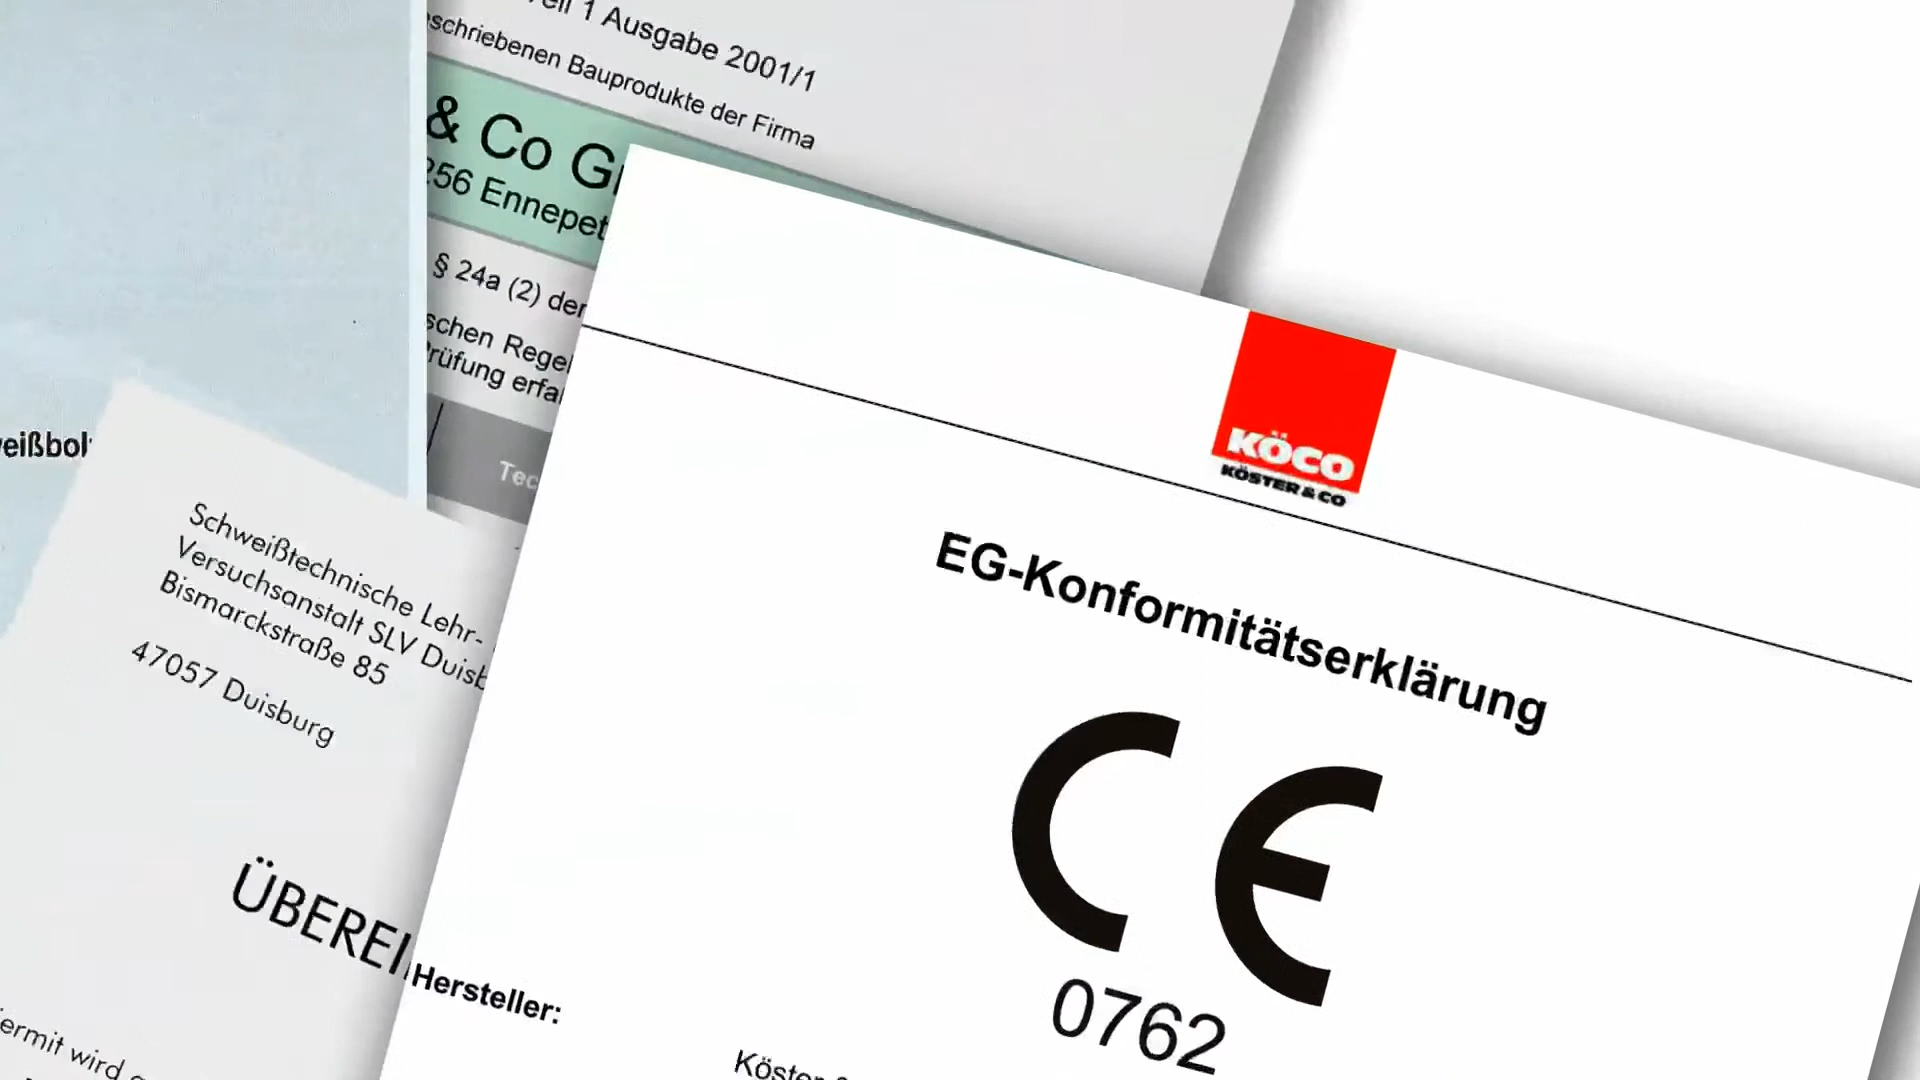 1 Ausgabe 2001/1
schriebenen Bauprodukte der Firma
& Co G
256 Ennepet
§ 24a (2) der
schen Regel
rüfung erfa
Tec
eißbol
Schweißtechnische Lehr-
Versuchsanstalt SLV Duisb
Bismarckstraße 85
47057 Duisburg
ÜBEREI
ermit wird
KÖCO
KÖSTER & CO
EG-Konformitätserklärung
CE
0762
Hersteller:
Köster &